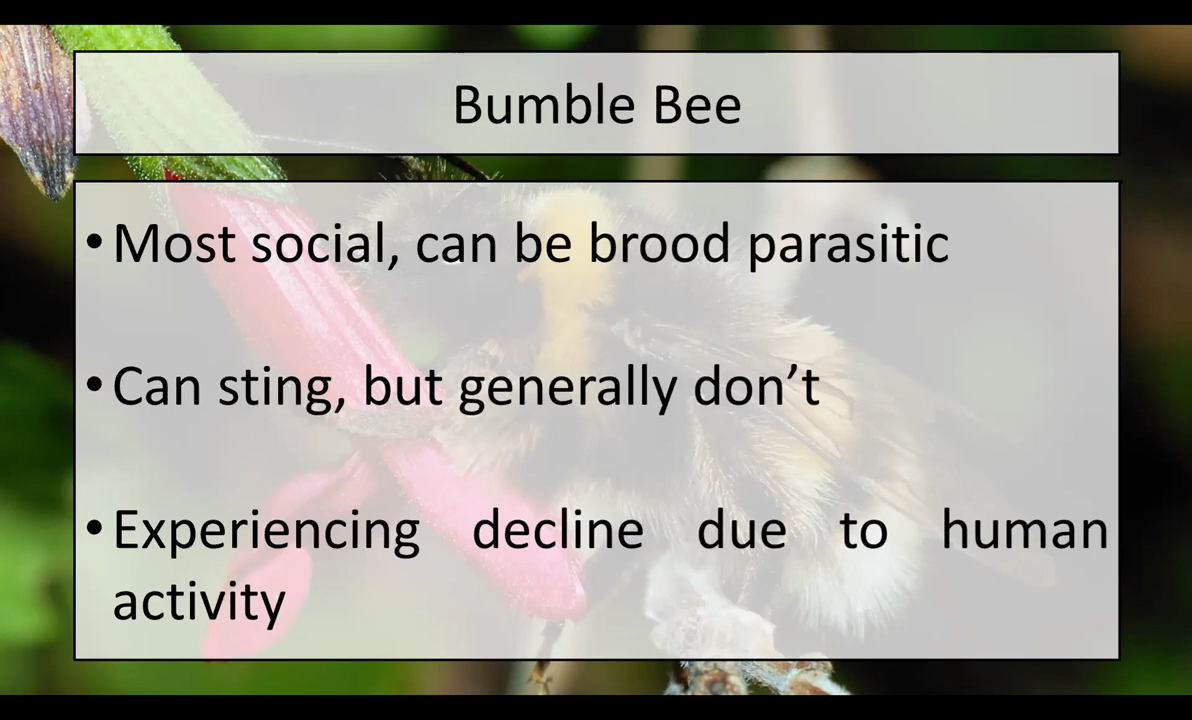 Bumble Bee
•Most social, can be brood parasitic
•Can sting, but generally don’t
•Experiencing decline due to human
activity